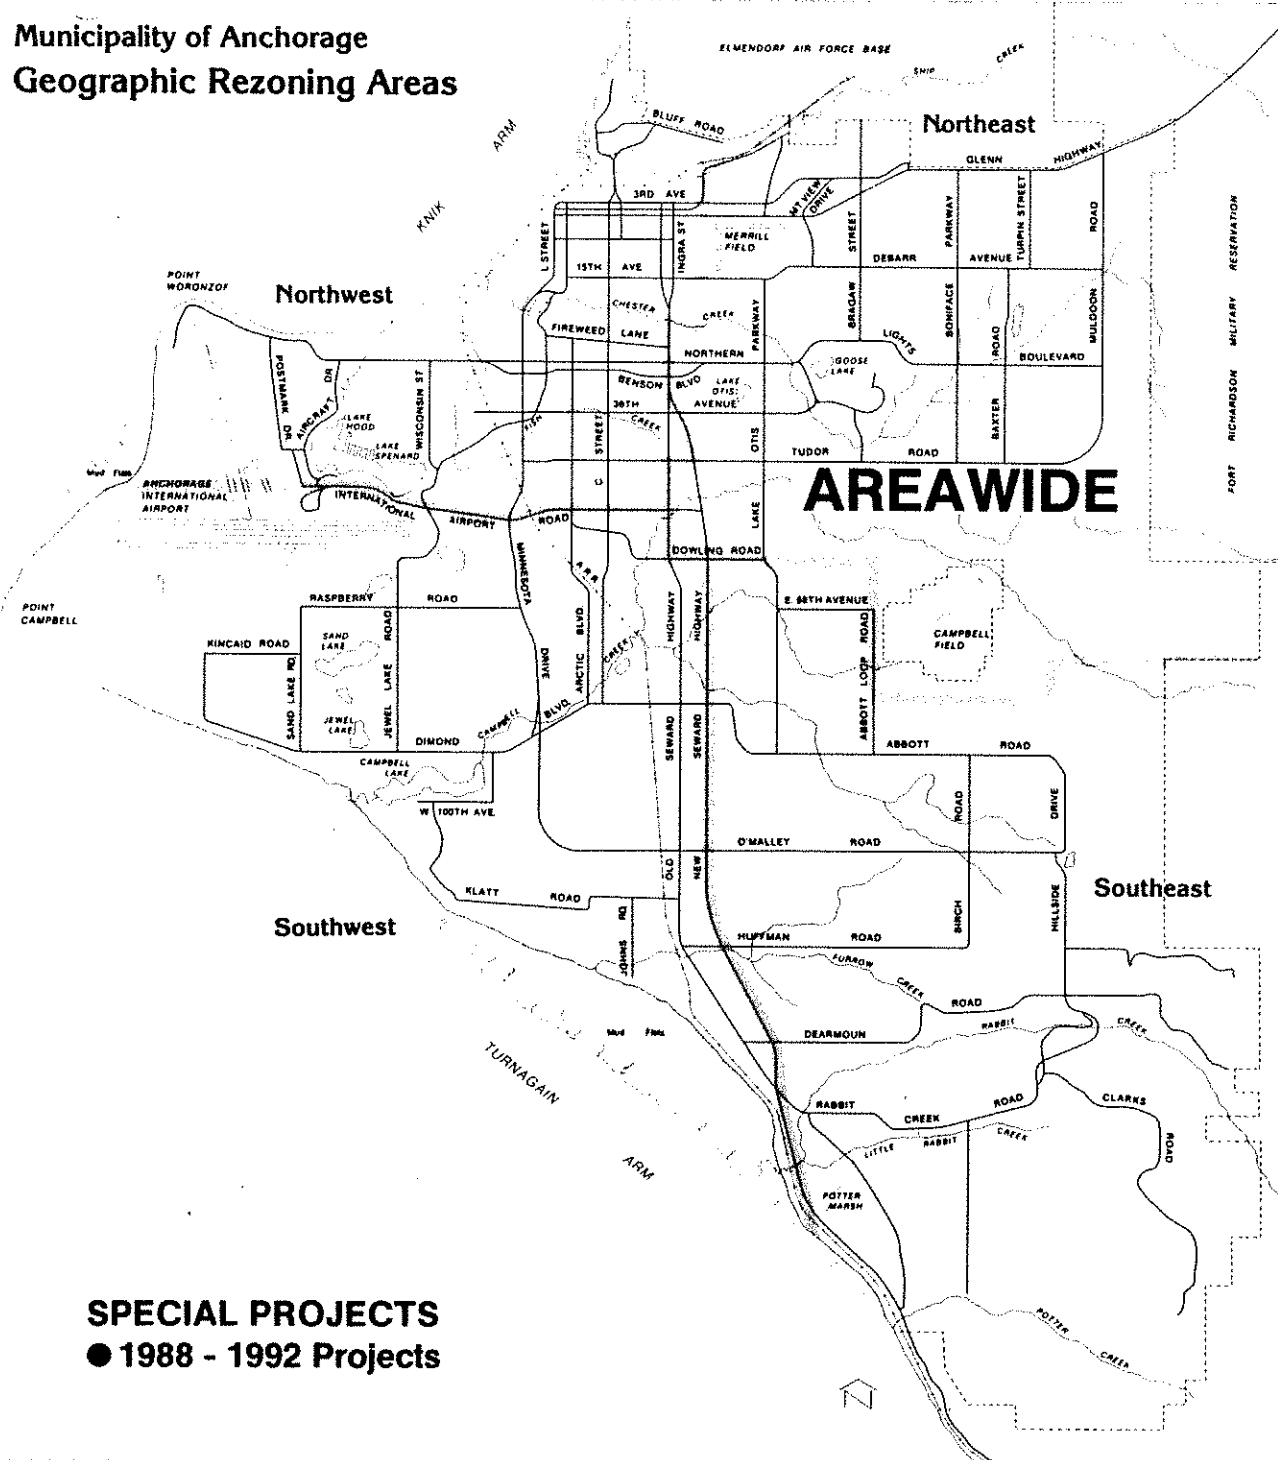 Municipality of Anchorage
Geographic Rezoning Areas
ELMENDORF AIR FORCE BASE
SHIP
CREEK
KNIK
ARM
BLUFF ROAD
Northeast
GLENN
HIGHWAY
3RD AVE
MT VIEW
DRIVE
L STREET
INGRA ST
MERRILL
FIELD
BRAGAW
STREET
BONIFACE
PARKWAY
TURPIN STREET
MULDOON
ROAD
FORT RICHARDSON MILITARY RESERVATION
15TH AVE
DEBARR
AVENUE
POINT
WORONZOF
Northwest
CHESTER
CREEK
FIREWEED LANE
LAKE
OTIS
PARKWAY
NORTHERN
LIGHTS
BOULEVARD
BAXTER
ROAD
POSTMARK DR
AIRCRAFT
DR
WISCONSIN ST
BENSON BLVD
LAKE
OTIS
GOOSE
LAKE
36TH
AVENUE
FISH
CREEK
C STREET
LAKE
HOOD
LAKE
SPENARD
TUDOR
ROAD
AREAWIDE
Mud Flats
ANCHORAGE
INTERNATIONAL
AIRPORT
INTERNATIONAL
AIRPORT
ROAD
DOWLING ROAD
POINT
CAMPBELL
MINNESOTA
DRIVE
A R R
ARCTIC BLVD.
RASPBERRY
ROAD
KINCAID ROAD
SAND
LAKE
SAND LAKE RD.
JEWEL LAKE ROAD
JEWEL
LAKE
OLD
SEWARD
HIGHWAY
NEW
SEWARD
HIGHWAY
E. 68TH AVENUE
ABBOTT LOOP ROAD
CAMPBELL
FIELD
CAMPBELL
CREEK
DIMOND
BLVD.
CAMPBELL
LAKE
ABBOTT
ROAD
W 100TH AVE.
O'MALLEY
ROAD
BIRCH
ROAD
HILLSIDE
DRIVE
KLATT
ROAD
Southeast
Southwest
JOHNS RD.
HUFFMAN
ROAD
FURROW
CREEK
ROAD
DEARMOUN
RABBIT
CREEK
Mud Flats
TURNAGAIN
ARM
RABBIT
CREEK
ROAD
CLARKS
ROAD
LITTLE RABBIT CREEK
POTTER
MARSH
POTTER
CREEK
SPECIAL PROJECTS
● 1988 - 1992 Projects
N